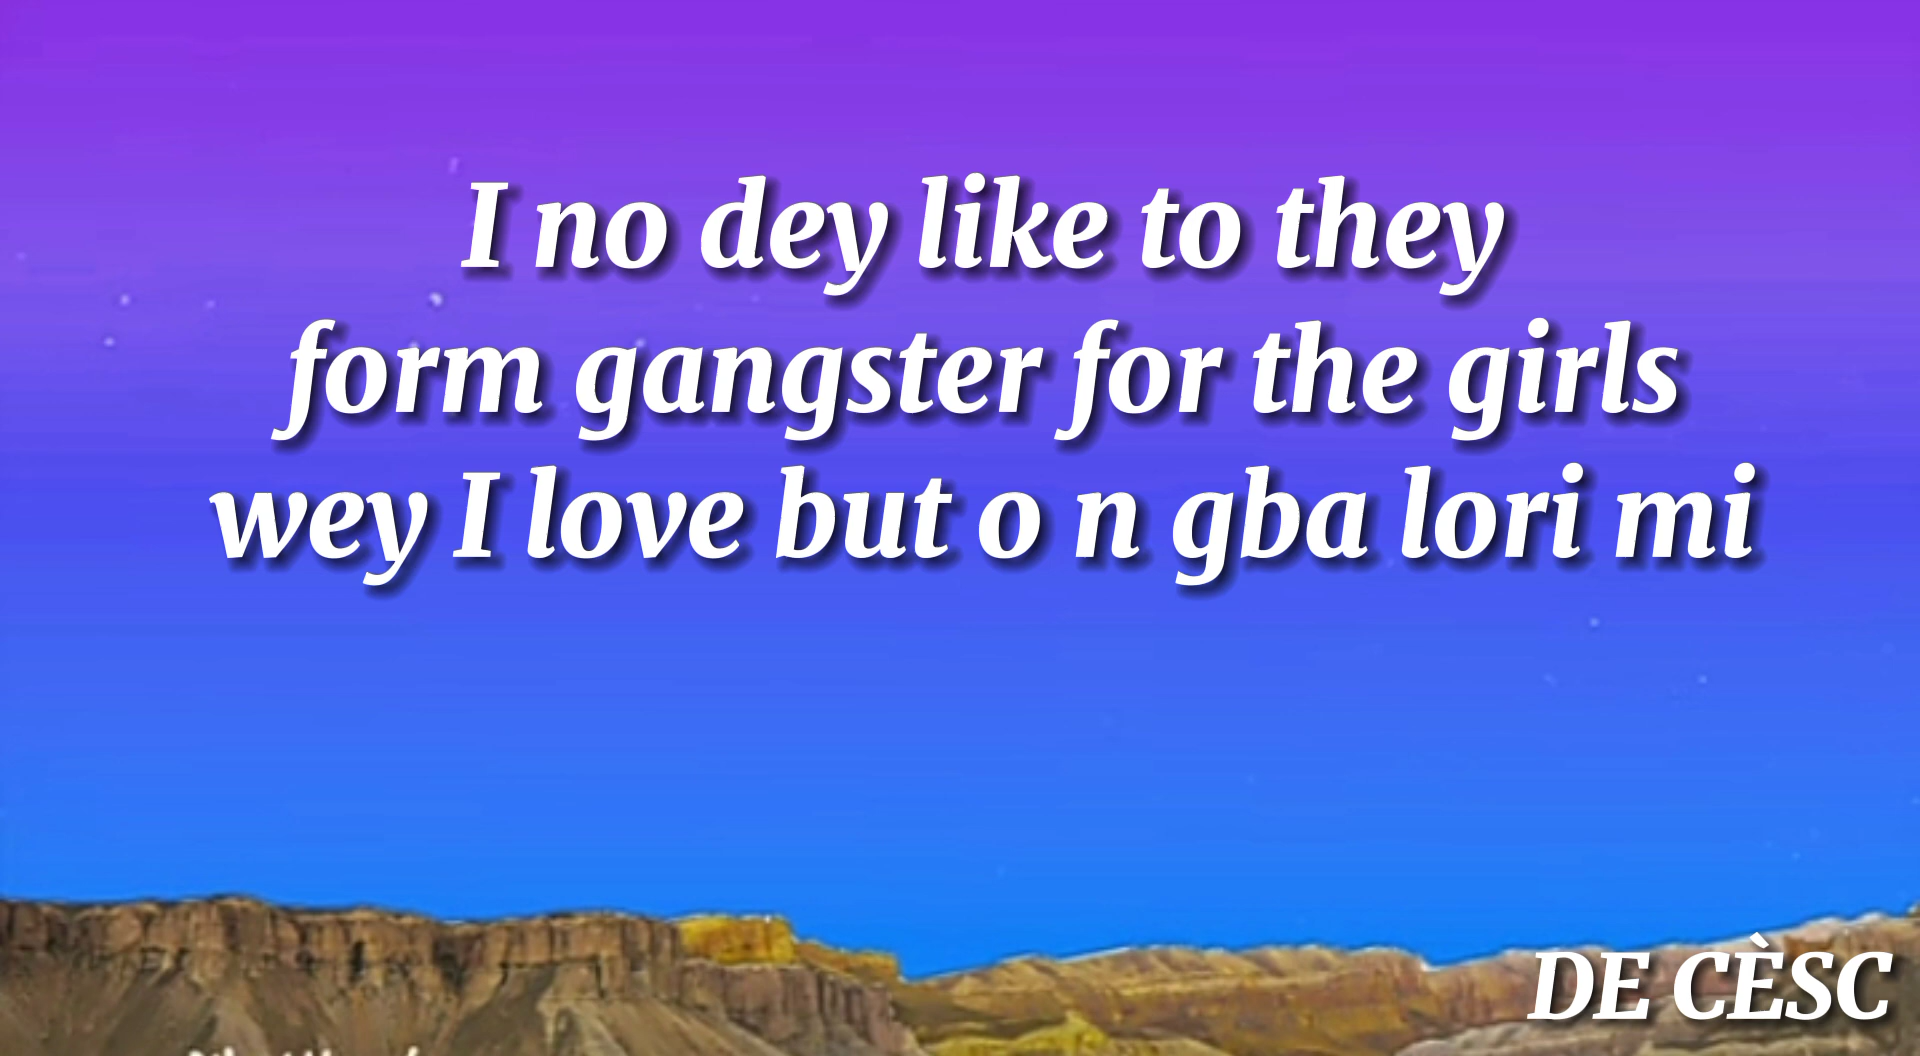 I no dey like to they
form gangster for the girls
wey I love but o n gba lori mi
DE CÈSC